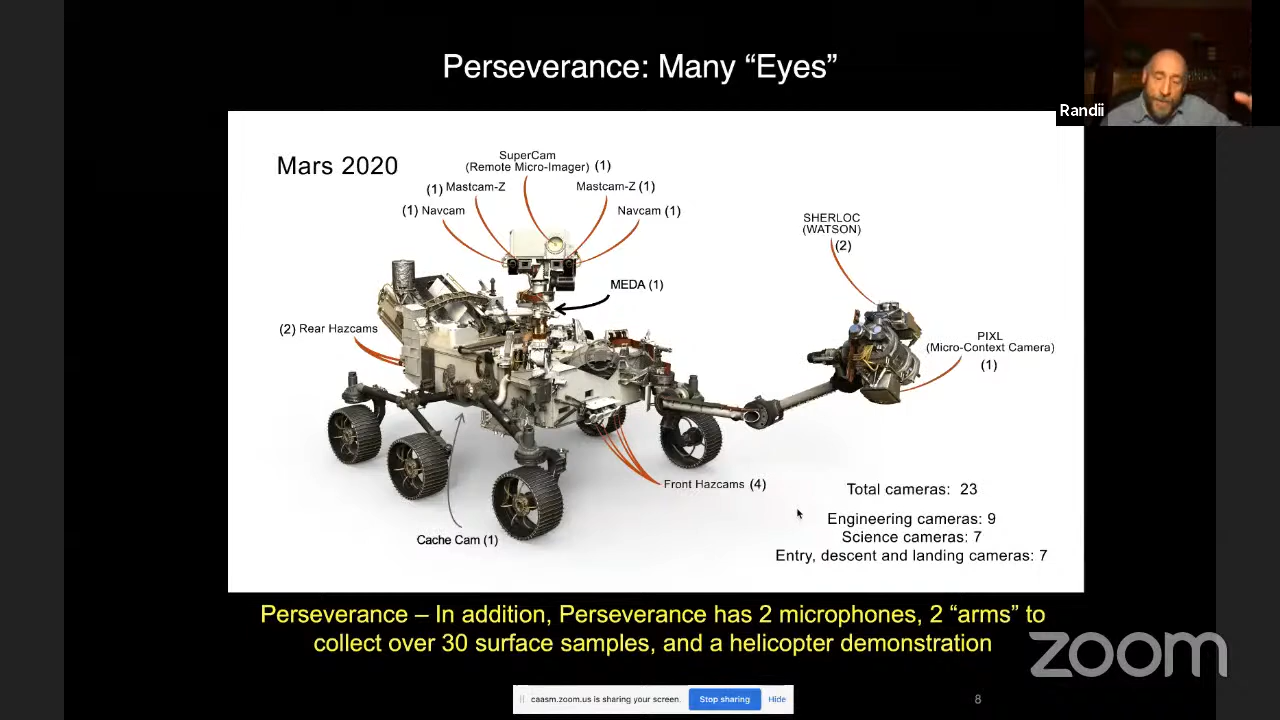 Perseverance: Many “Eyes”
Randii
Mars 2020
SuperCam
(Remote Micro-Imager) (1)
(1) Mastcam-Z
Mastcam-Z (1)
(1) Navcam
Navcam (1)
SHERLOC
(WATSON)
(2)
MEDA (1)
(2) Rear Hazcams
PIXL
(Micro-Context Camera)
(1)
Front Hazcams (4)
Cache Cam (1)
Total cameras: 23
Engineering cameras: 9
Science cameras: 7
Entry, descent and landing cameras: 7
Perseverance – In addition, Perseverance has 2 microphones, 2 “arms” to
collect over 30 surface samples, and a helicopter demonstration
zoom
caasm.zoom.us is sharing your screen.
Stop sharing
Hide
8